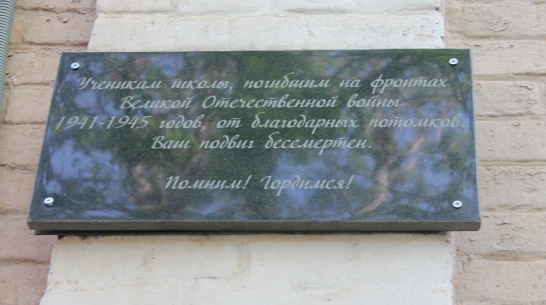 Ученикам школы, погибшим на фронтах
Великой Отечественной войны
1941-1945 годов, от благодарных потомков.
Ваш подвиг бессмертен.
Помним! Гордимся!